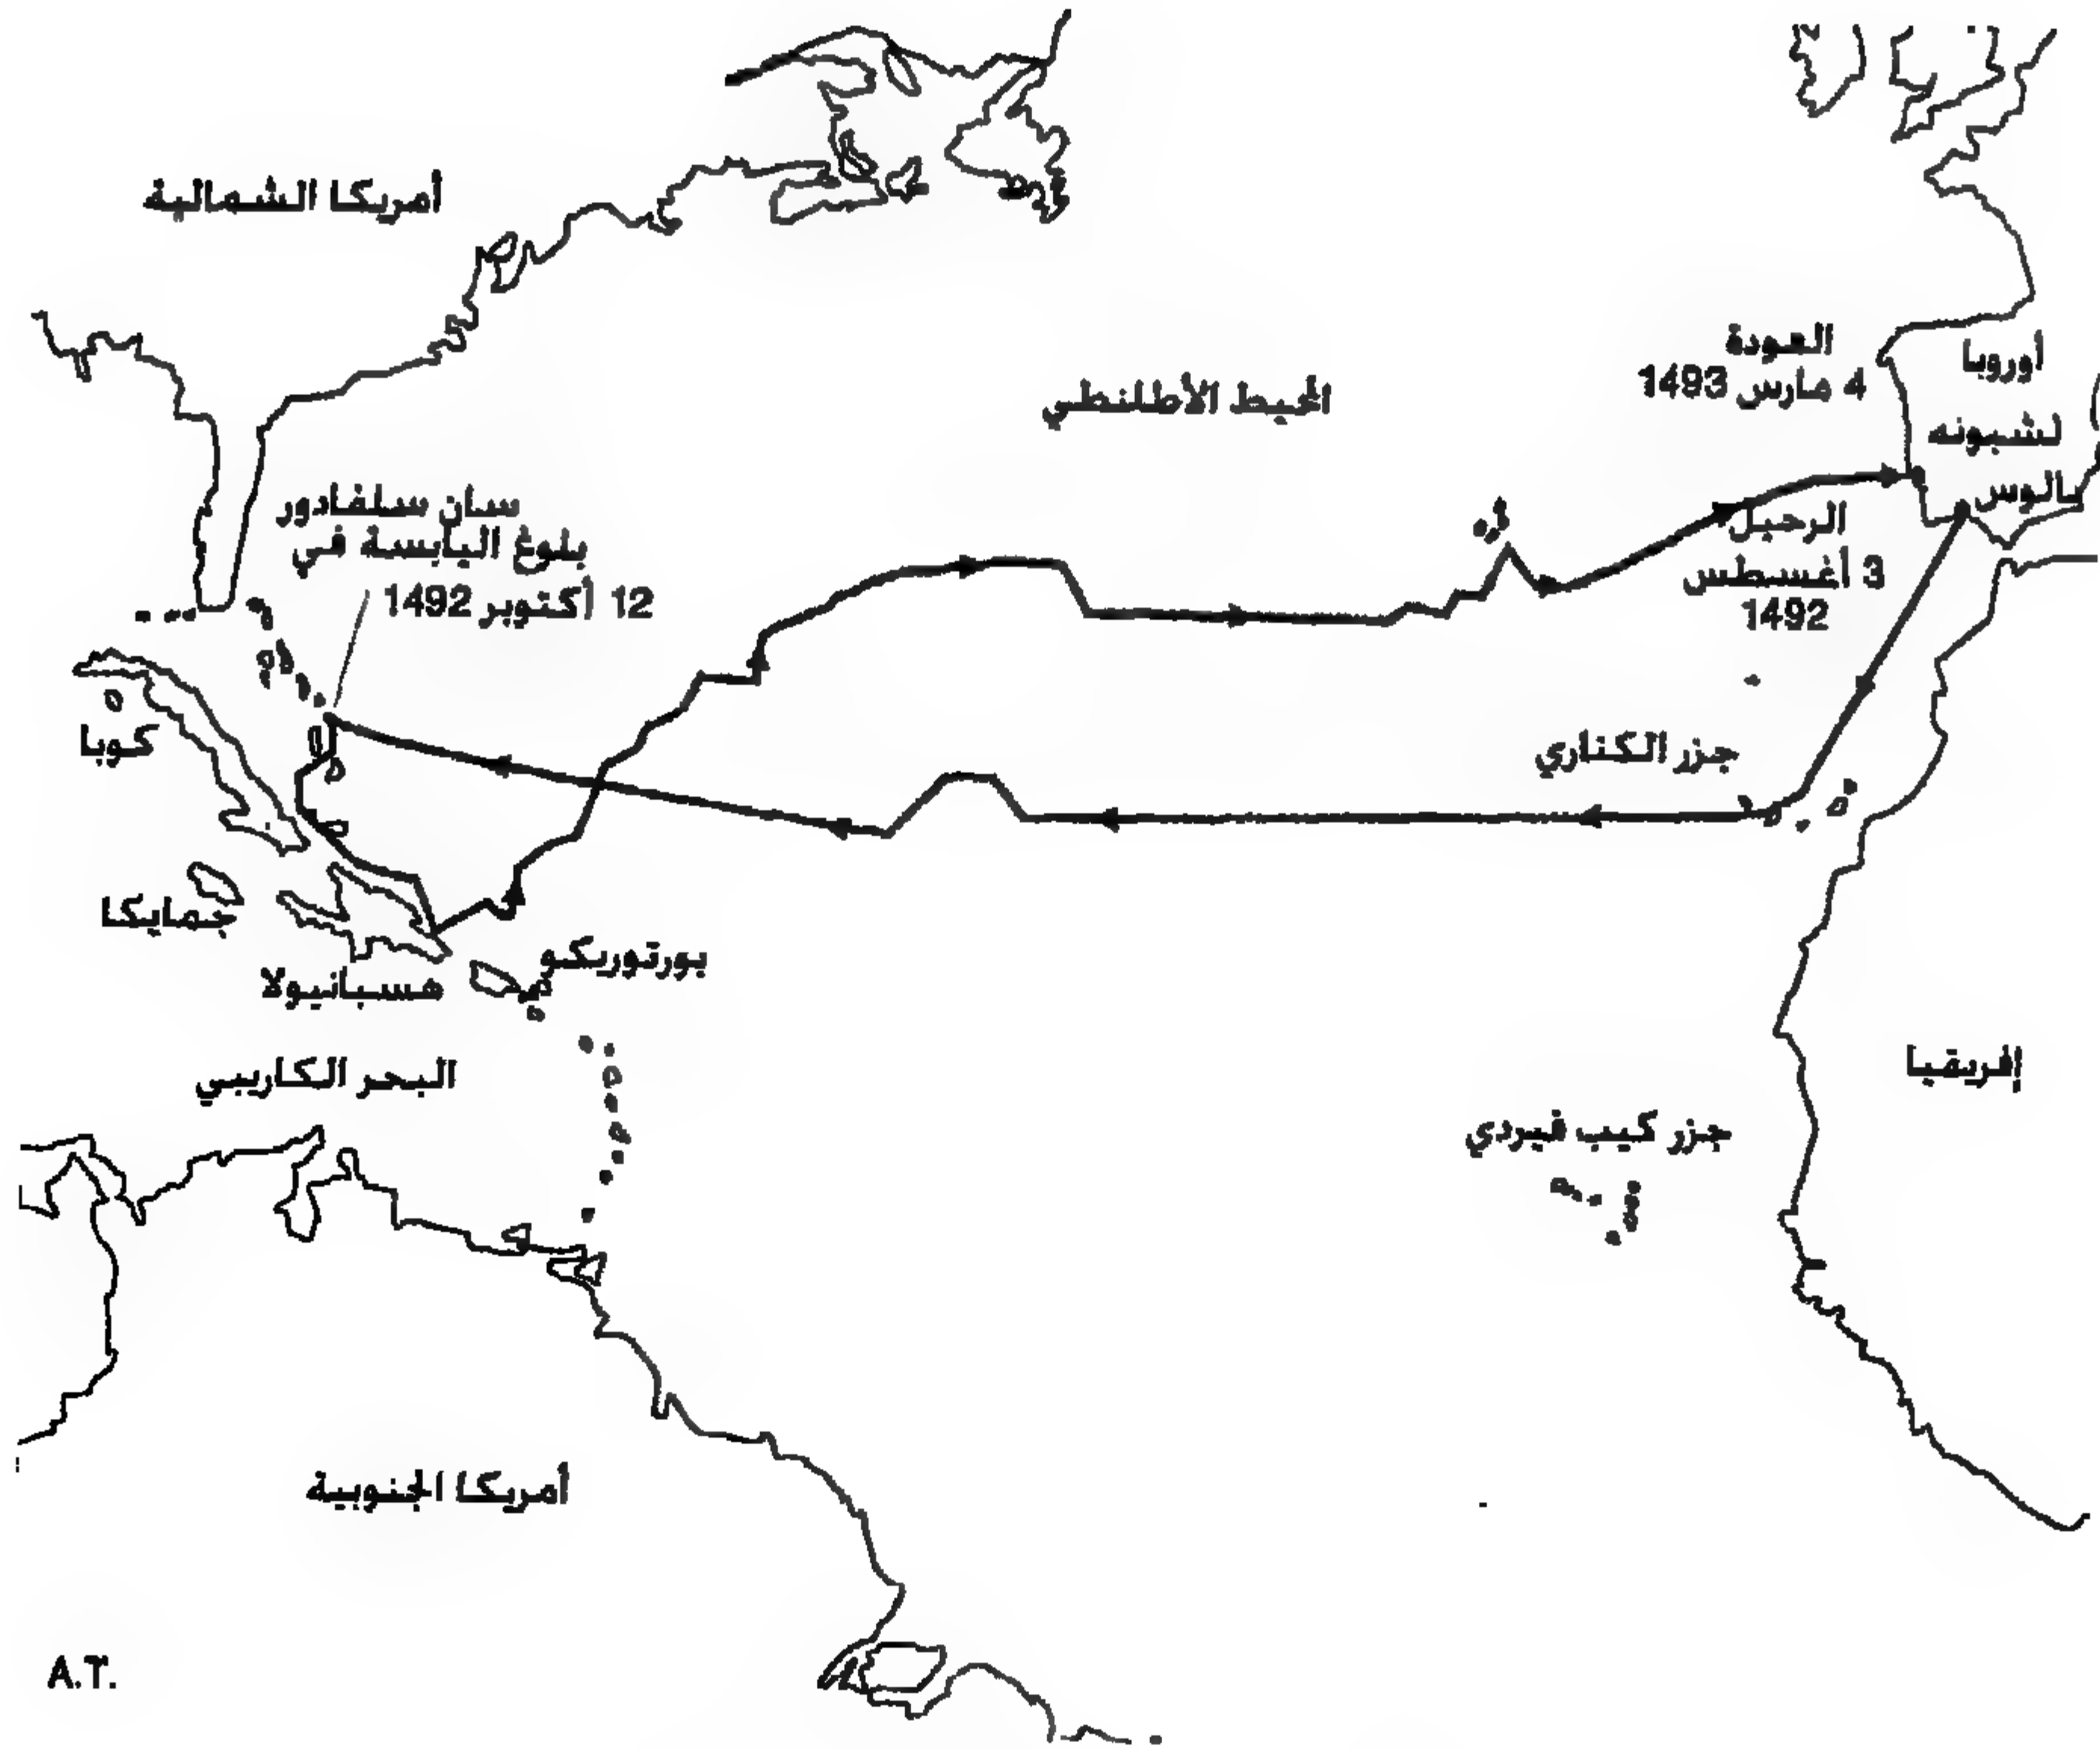 أمريكا الشمالية
العودة
4 مارس 1493
أوروبا
المحيط الأطلنطي
لشبونه
بالوس
سان سلفادور
بلوغ اليابسة في
12 أكتوبر 1492
الرحيل
3 أغسطس
1492
كوبا
جزر الكناري
جمايكا
بورتوريكو
هسبانيولا
البحر الكاريبي
إفريقيا
جزر كيب فيردي
أمريكا الجنوبية
A.T.